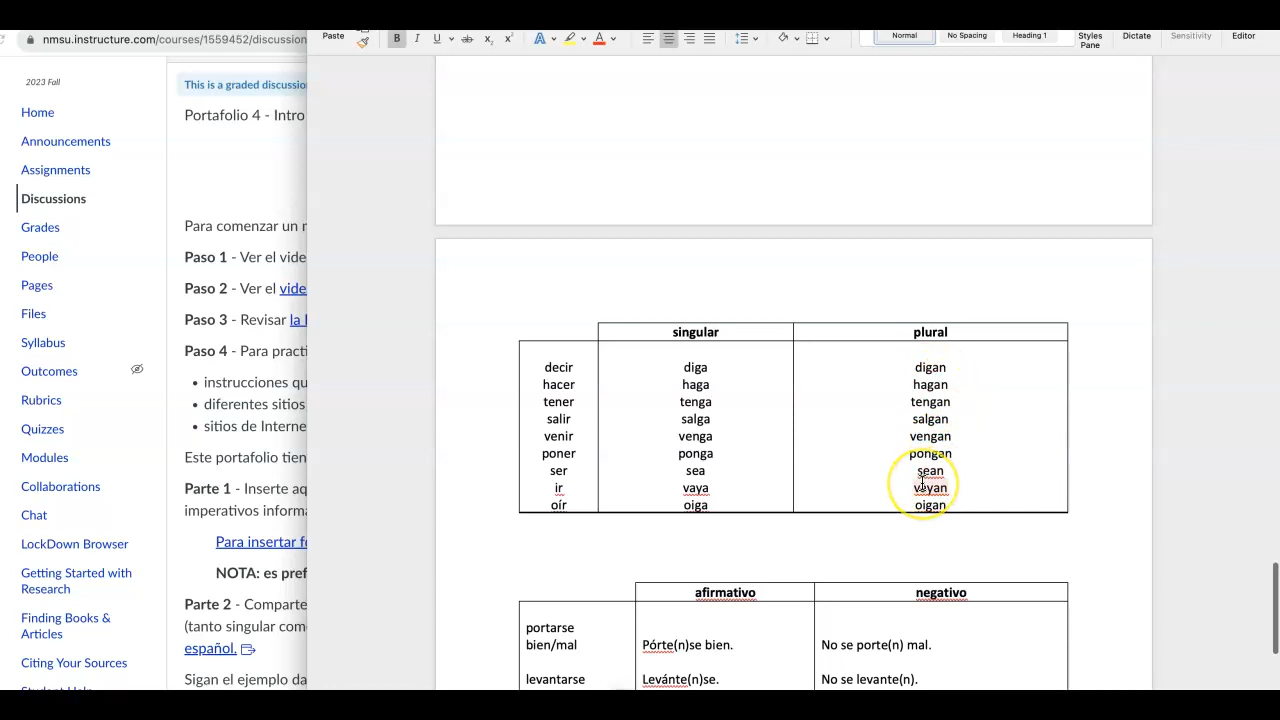 nmsu.instructure.com/courses/1559452/discussion
Paste
B I U ab x₂ x² A A
Normal
No Spacing
Heading 1
Styles
Pane
Dictate
Sensitivity
Editor
2023 Fall
Home
Announcements
Assignments
Discussions
Grades
People
Pages
Files
Syllabus
Outcomes
Rubrics
Quizzes
Modules
Collaborations
Chat
LockDown Browser
Getting Started with
Research
Finding Books &
Articles
Citing Your Sources
This is a graded discussio
Portafolio 4 - Intro
Para comenzar un
Paso 1 - Ver el vide
Paso 2 - Ver el vide
Paso 3 - Revisar la
Paso 4 - Para practi
• instrucciones qu
• diferentes sitios
• sitios de Interne
Este portafolio tien
Parte 1 - Inserte aq
imperativos informa
Para insertar fo
NOTA: es pref
Parte 2 - Comparte
(tanto singular com
español.
Sigan el ejemplo da
singular plural
decir diga digan
hacer haga hagan
tener tenga tengan
salir salga salgan
venir venga vengan
poner ponga pongan
ser sea sean
ir vaya vayan
oír oiga oigan
afirmativo negativo
portarse
bien/mal Pórte(n)se bien. No se porte(n) mal.
levantarse Levánte(n)se. No se levante(n).